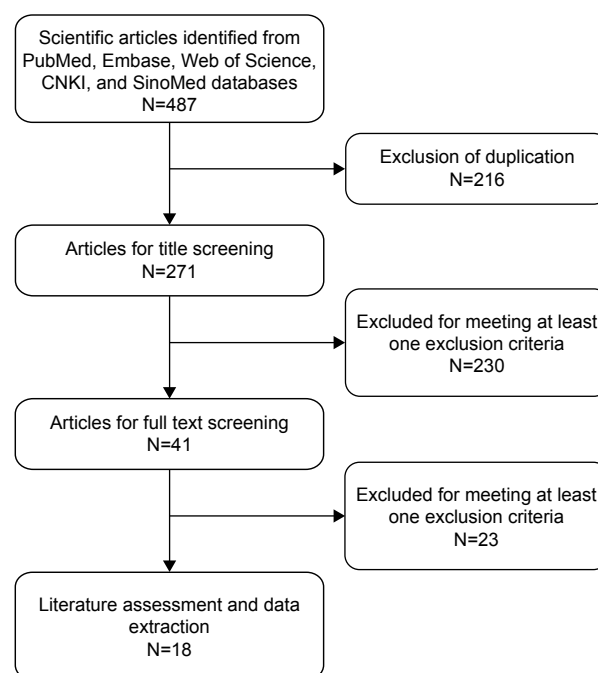 Scientific articles identified from
PubMed, Embase, Web of Science,
CNKI, and SinoMed databases
N=487
Exclusion of duplication
N=216
Articles for title screening
N=271
Excluded for meeting at least
one exclusion criteria
N=230
Articles for full text screening
N=41
Excluded for meeting at least
one exclusion criteria
N=23
Literature assessment and data
extraction
N=18